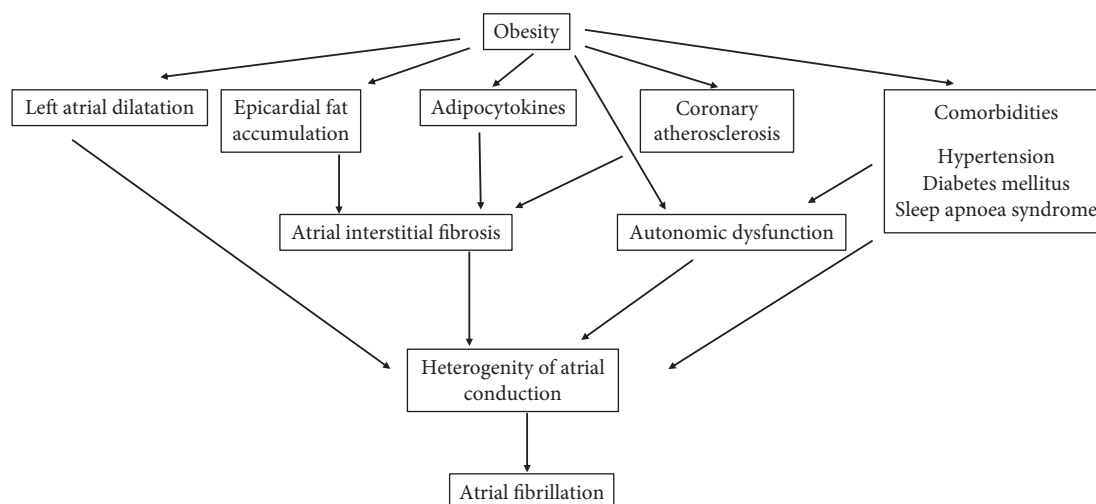 Obesity
Left atrial dilatation
Epicardial fat
accumulation
Adipocytokines
Coronary
atherosclerosis
Comorbidities
Hypertension
Diabetes mellitus
Sleep apnoea syndrome
Atrial interstitial fibrosis
Autonomic dysfunction
Heterogenity of atrial
conduction
Atrial fibrillation